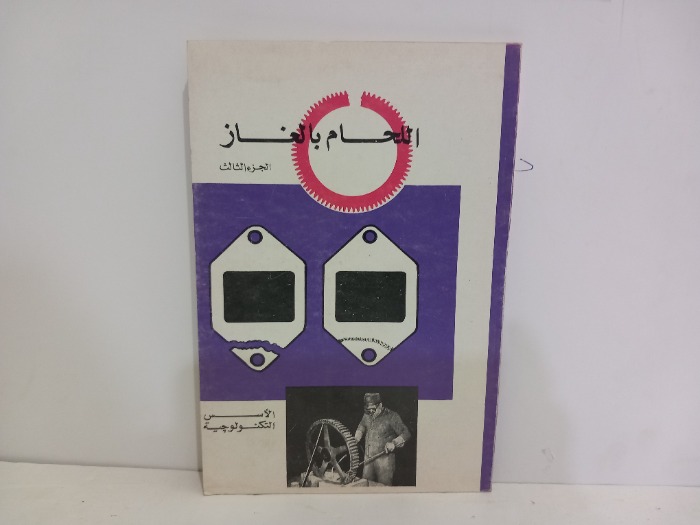 اللحام بالغاز
الجزء الثالث
الأسس
التكنولوجية